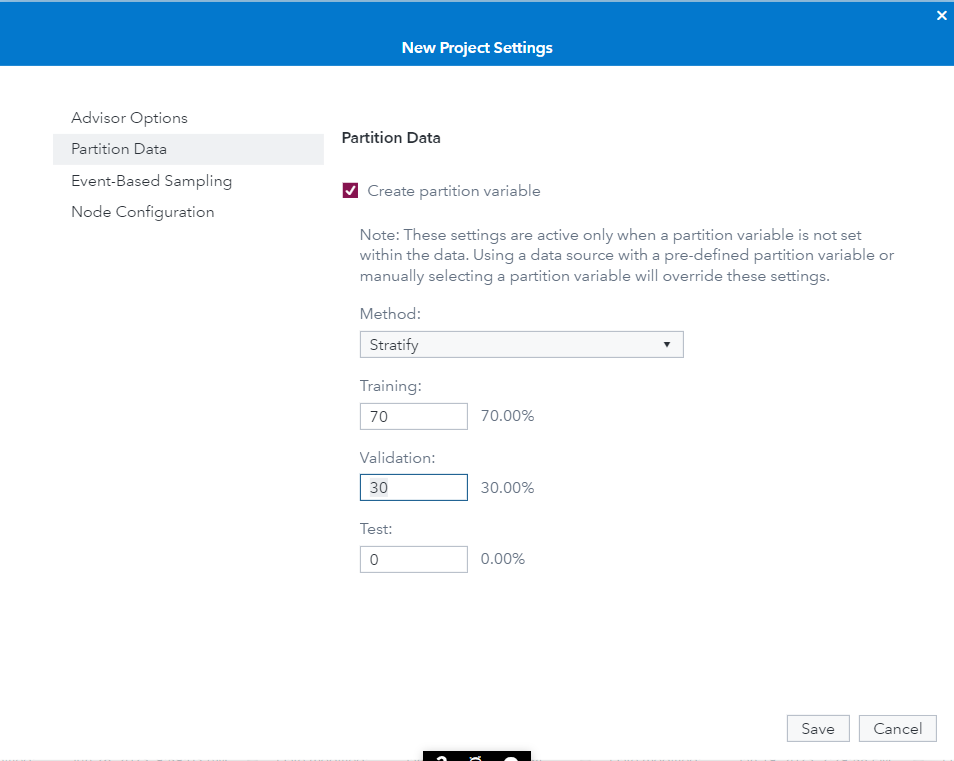 New Project Settings
Advisor Options
Partition Data
Event-Based Sampling
Node Configuration
Partition Data
Create partition variable
Note: These settings are active only when a partition variable is not set
within the data. Using a data source with a pre-defined partition variable or
manually selecting a partition variable will override these settings.
Method:
Stratify
Training:
70 70.00%
Validation:
30 30.00%
Test:
0 0.00%
Save Cancel